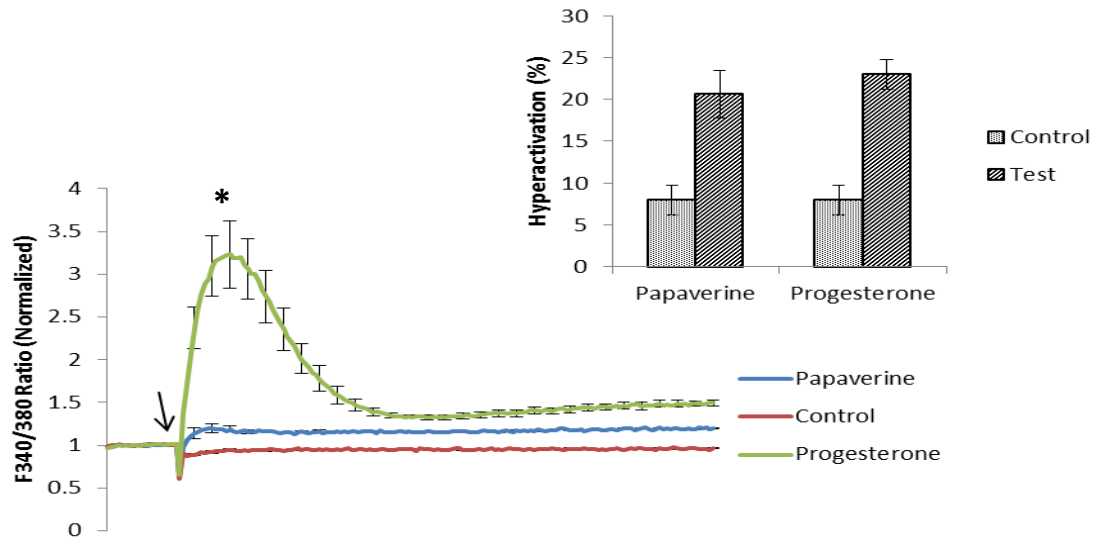 30
25
20
15
10
5
0
Hyperactivation (%)
Papaverine
Progesterone
Control
Test
*
4
3.5
3
2.5
2
1.5
1
0.5
0
F340/380 Ratio (Normalized)
Papaverine
Control
Progesterone